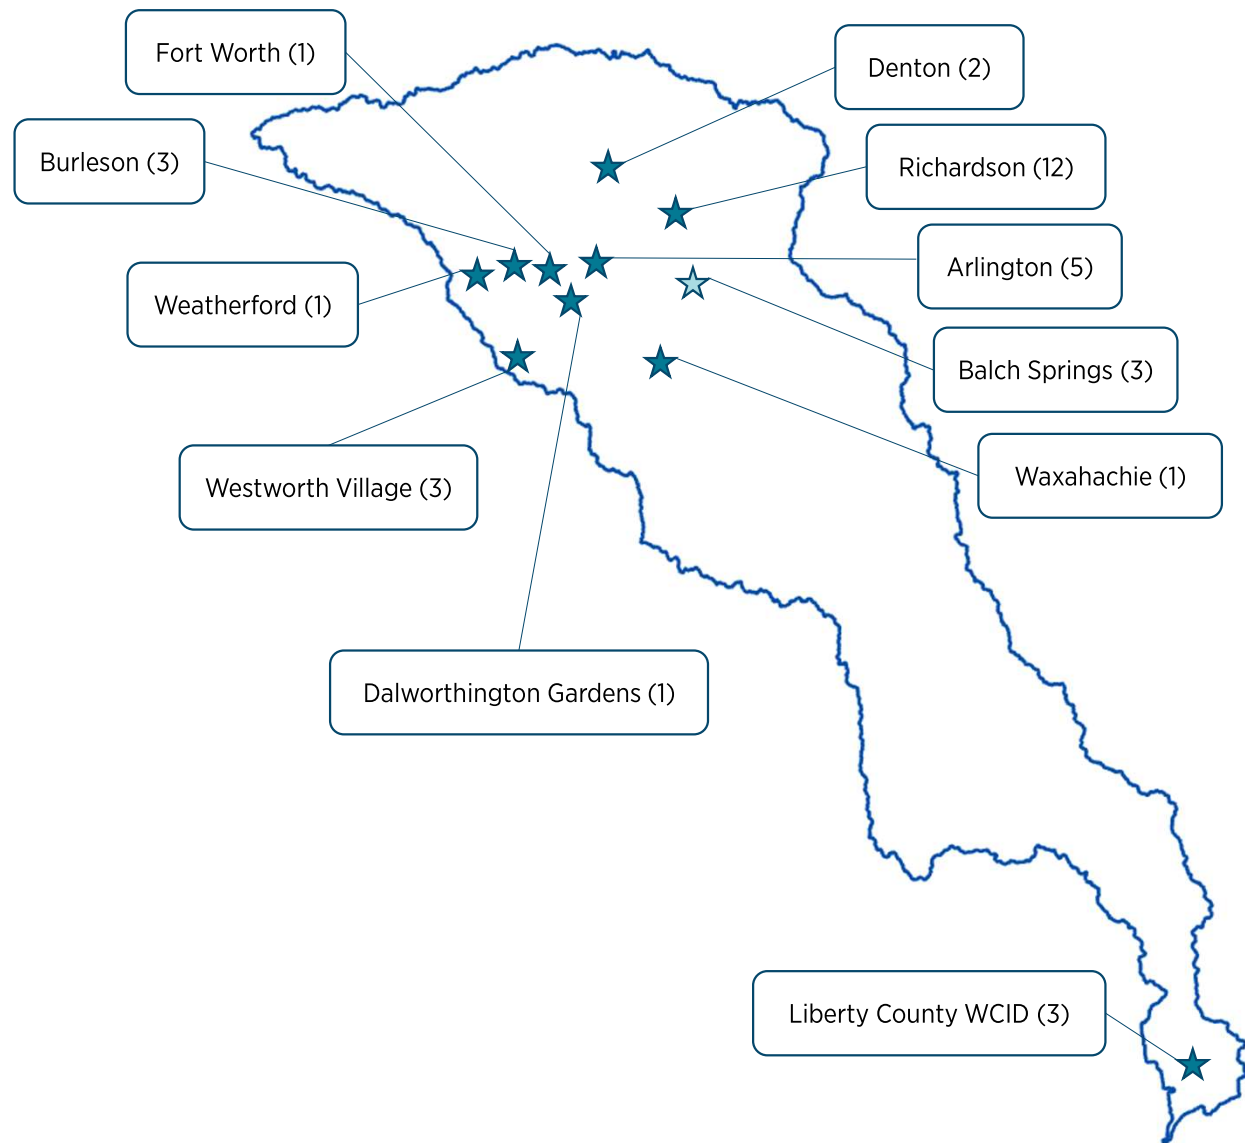 Fort Worth (1)
Denton (2)
Burleson (3)
Richardson (12)
Arlington (5)
Weatherford (1)
Balch Springs (3)
Waxahachie (1)
Westworth Village (3)
Dalworthington Gardens (1)
Liberty County WCID (3)